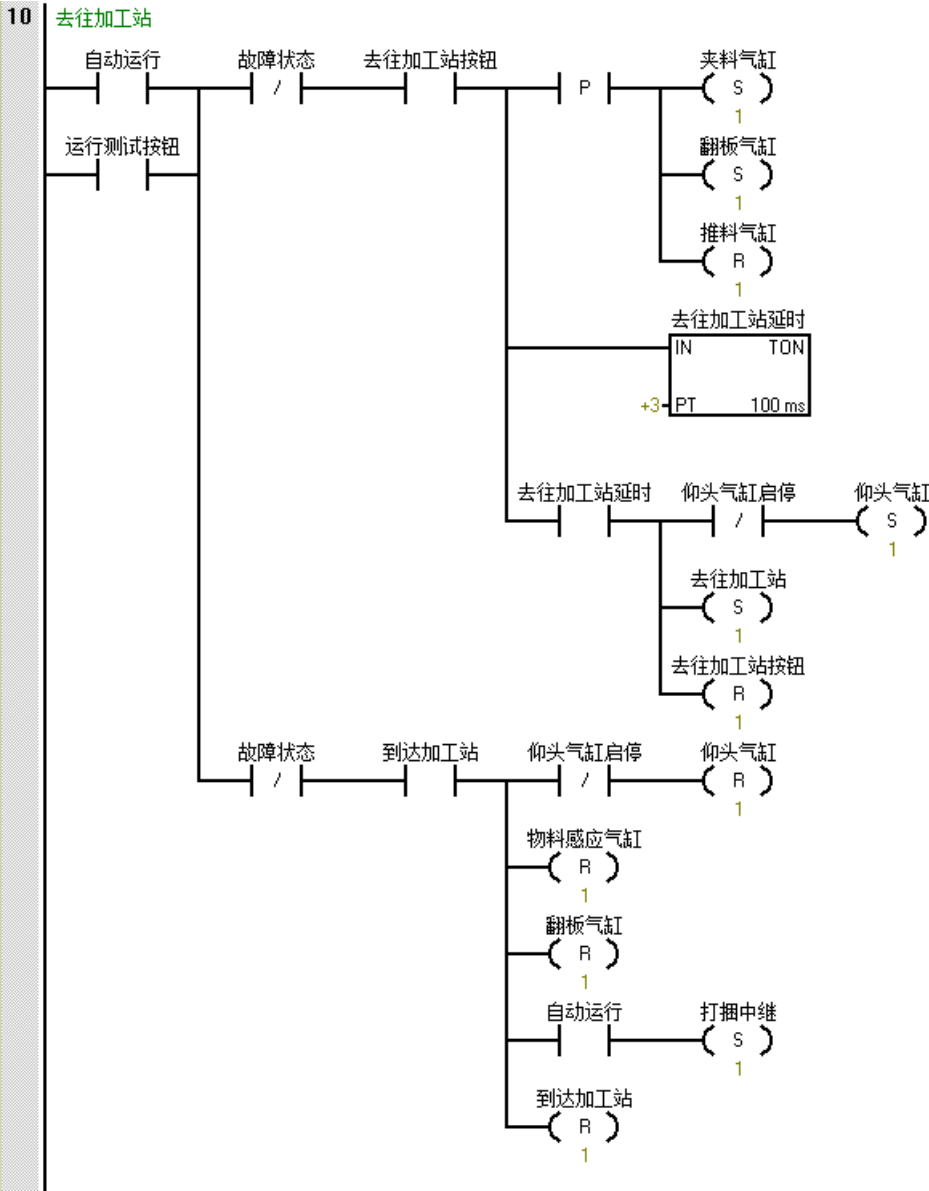 10 去往加工站
自动运行 故障状态 去往加工站按钮 夹料气缸
/ P S
1
运行测试按钮 翻板气缸
S
1
推料气缸
R
1
去往加工站延时
IN TON
+3 PT 100 ms
去往加工站延时 仰头气缸启停 仰头气缸
/ S
1
去往加工站
S
1
去往加工站按钮
R
1
故障状态 到达加工站 仰头气缸启停 仰头气缸
/ / R
1
物料感应气缸
R
1
翻板气缸
R
1
自动运行 打捆中继
S
1
到达加工站
R
1